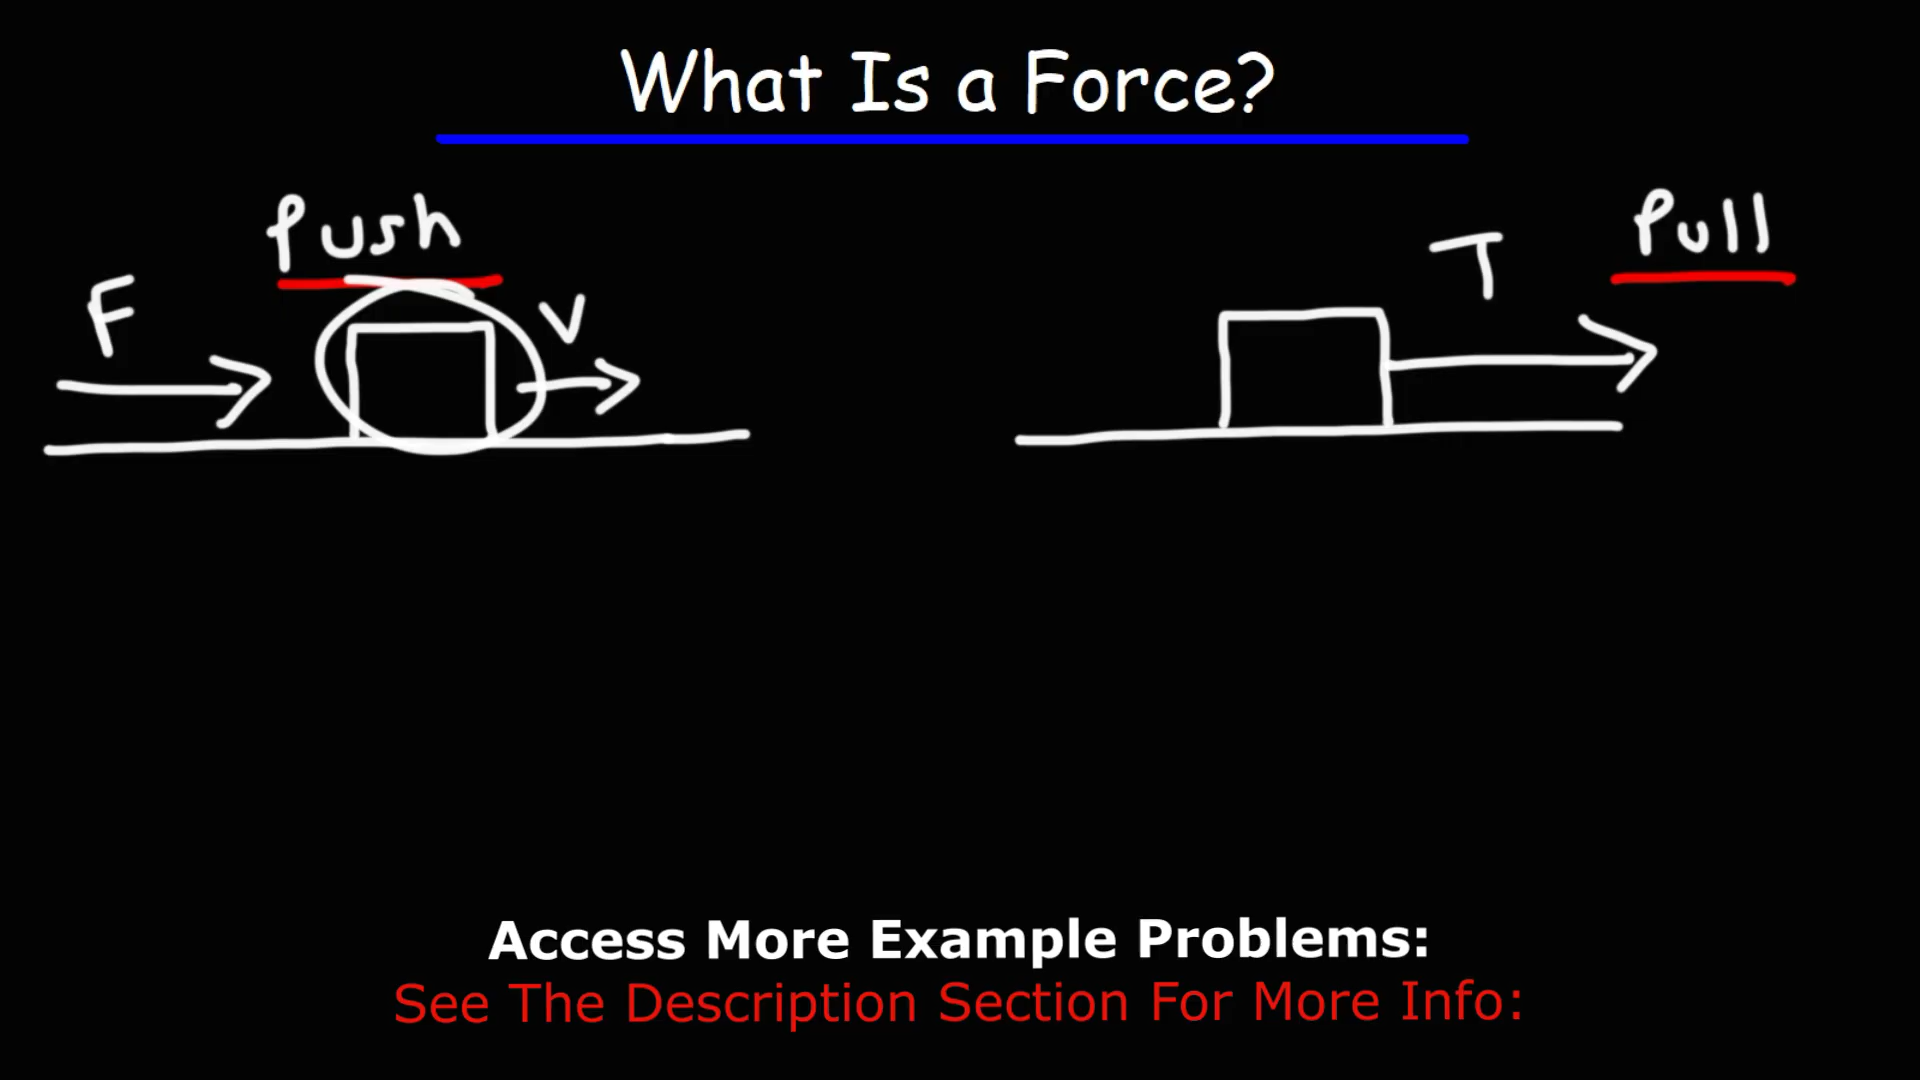 What Is a Force?
Push
F
V
T
Pull
Access More Example Problems:
See The Description Section For More Info: